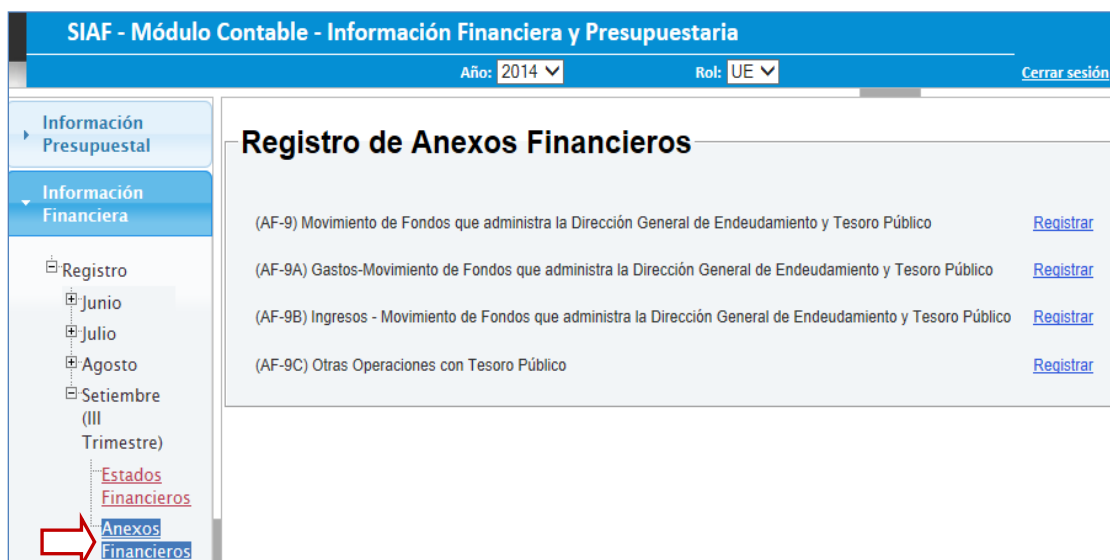 SIAF - Módulo Contable - Información Financiera y Presupuestaria
Año: 2014 Rol: UE Cerrar sesión
Información
Presupuestal
Información
Financiera
Registro
Junio
Julio
Agosto
Setiembre
(III
Trimestre)
Estados
Financieros
Anexos
Financieros
Registro de Anexos Financieros
(AF-9) Movimiento de Fondos que administra la Dirección General de Endeudamiento y Tesoro Público Registrar
(AF-9A) Gastos-Movimiento de Fondos que administra la Dirección General de Endeudamiento y Tesoro Público Registrar
(AF-9B) Ingresos - Movimiento de Fondos que administra la Dirección General de Endeudamiento y Tesoro Público Registrar
(AF-9C) Otras Operaciones con Tesoro Público Registrar